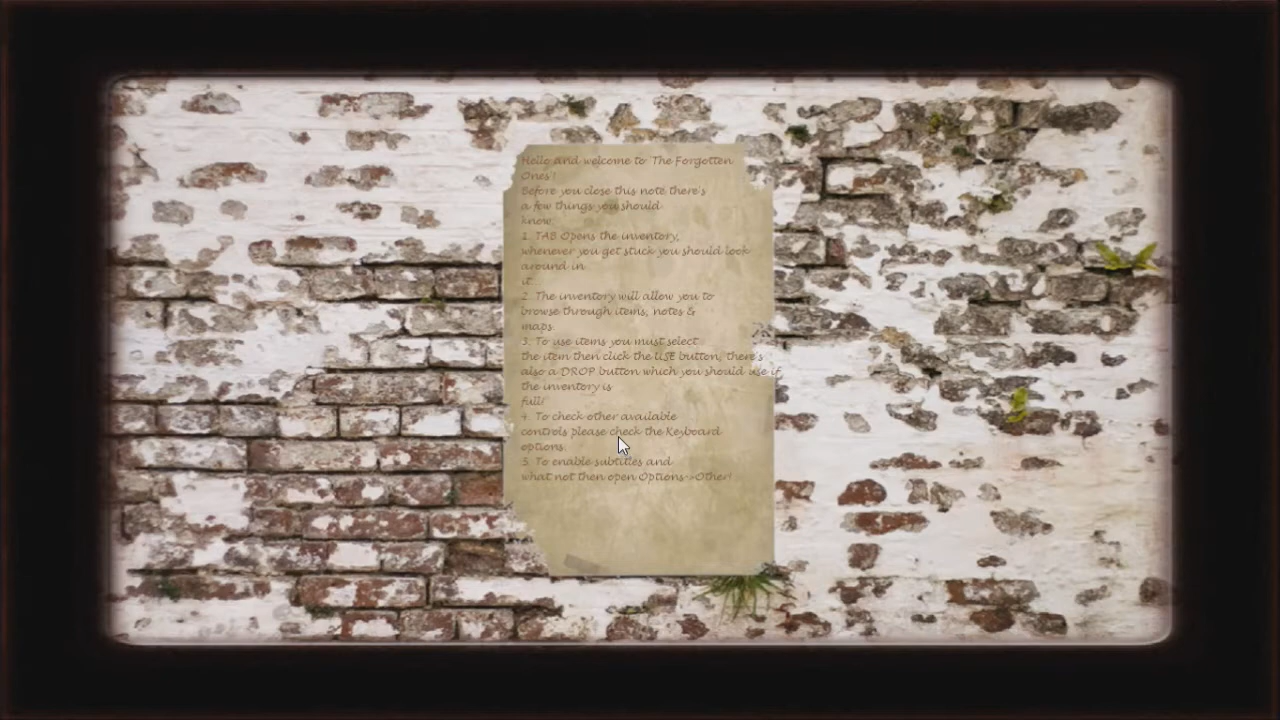 Hello and welcome to 'The Forgotten
Ones'!
Before you close this note there's
a few things you should
know:
1. TAB Opens the inventory,
whenever you get stuck you should look
around in
it...
2. The inventory will allow you to
browse through items, notes &
maps.
3. To use items you must select
the item then click the USE button, there's
also a DROP button which you should use if
the inventory is
full!
4. To check other available
controls please check the Keyboard
options.
5. To enable subtitles and
what not then open Options->Other!